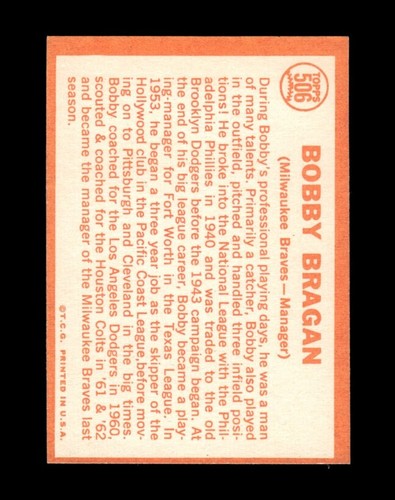 TOPPS
506
BOBBY BRAGAN
(Milwaukee Braves—Manager)
During Bobby's professional playing days, he was a man
of many talents. Primarily a catcher, Bobby also played
in the outfield, pitched and handled three infield posi-
tions! He broke into the National League with the Phil-
adelphia Phillies in 1940 and was traded to the old
Brooklyn Dodgers before the 1943 campaign began. At
the end of his big league career, Bobby became a play-
ing-manager for Fort Worth in the Texas League. In
1953, he began a three year job as the skipper of the
Hollywood club in the Pacific Coast League before mov-
ing on to Pittsburgh and Cleveland in the big times.
Bobby coached for the Los Angeles Dodgers in 1960,
scouted & coached for the Houston Colts in '61 & '62
and became the manager of the Milwaukee Braves last
season.
©T.C.G. PRINTED IN U.S.A.